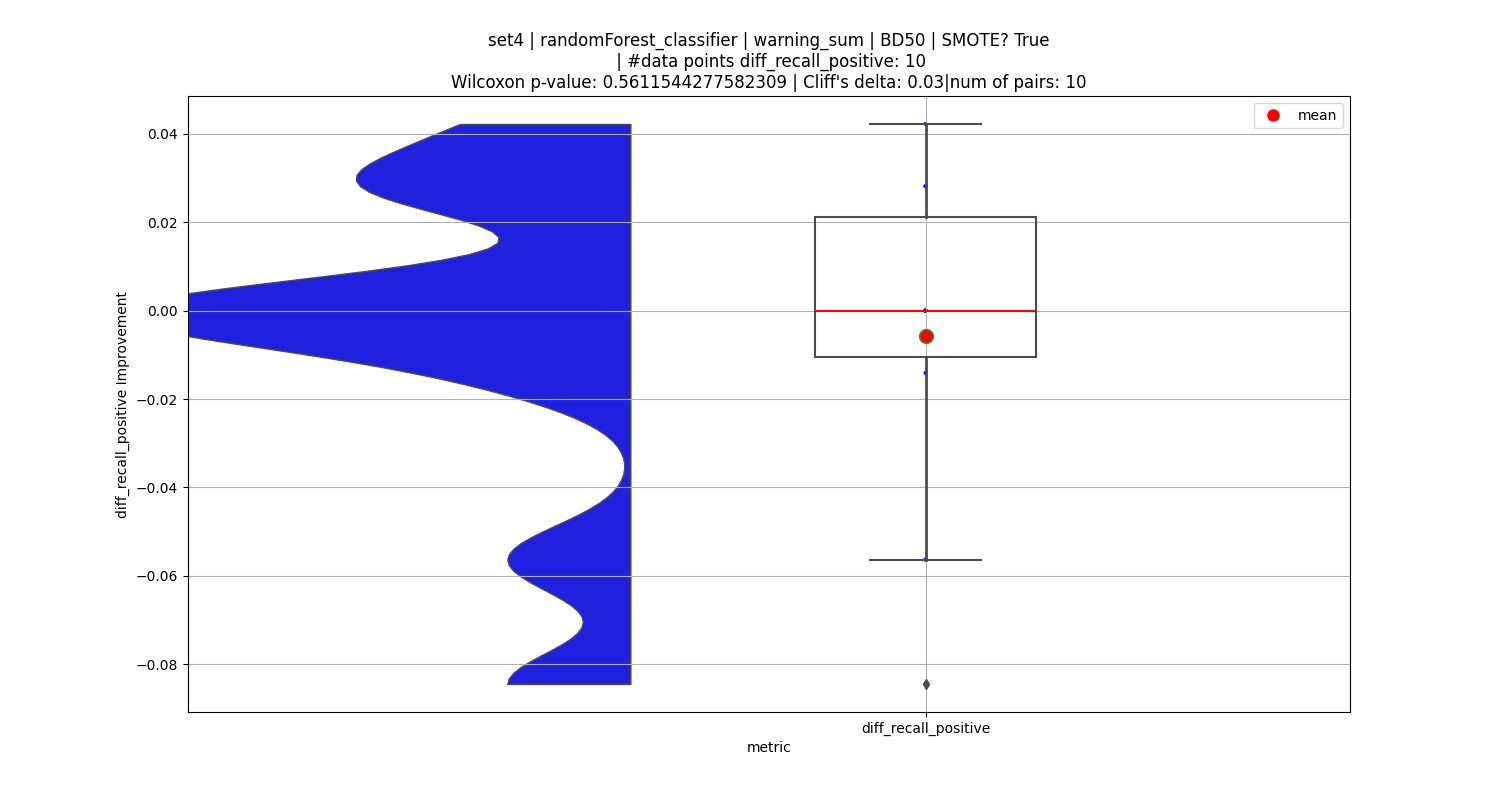 set4 | randomForest_classifier | warning_sum | BD50 | SMOTE? True
| #data points diff_recall_positive: 10
Wilcoxon p-value: 0.5611544277582309 | Cliff's delta: 0.03|num of pairs: 10
mean
0.04
0.02
0.00
−0.02
−0.04
−0.06
−0.08
diff_recall_positive Improvement
diff_recall_positive
metric